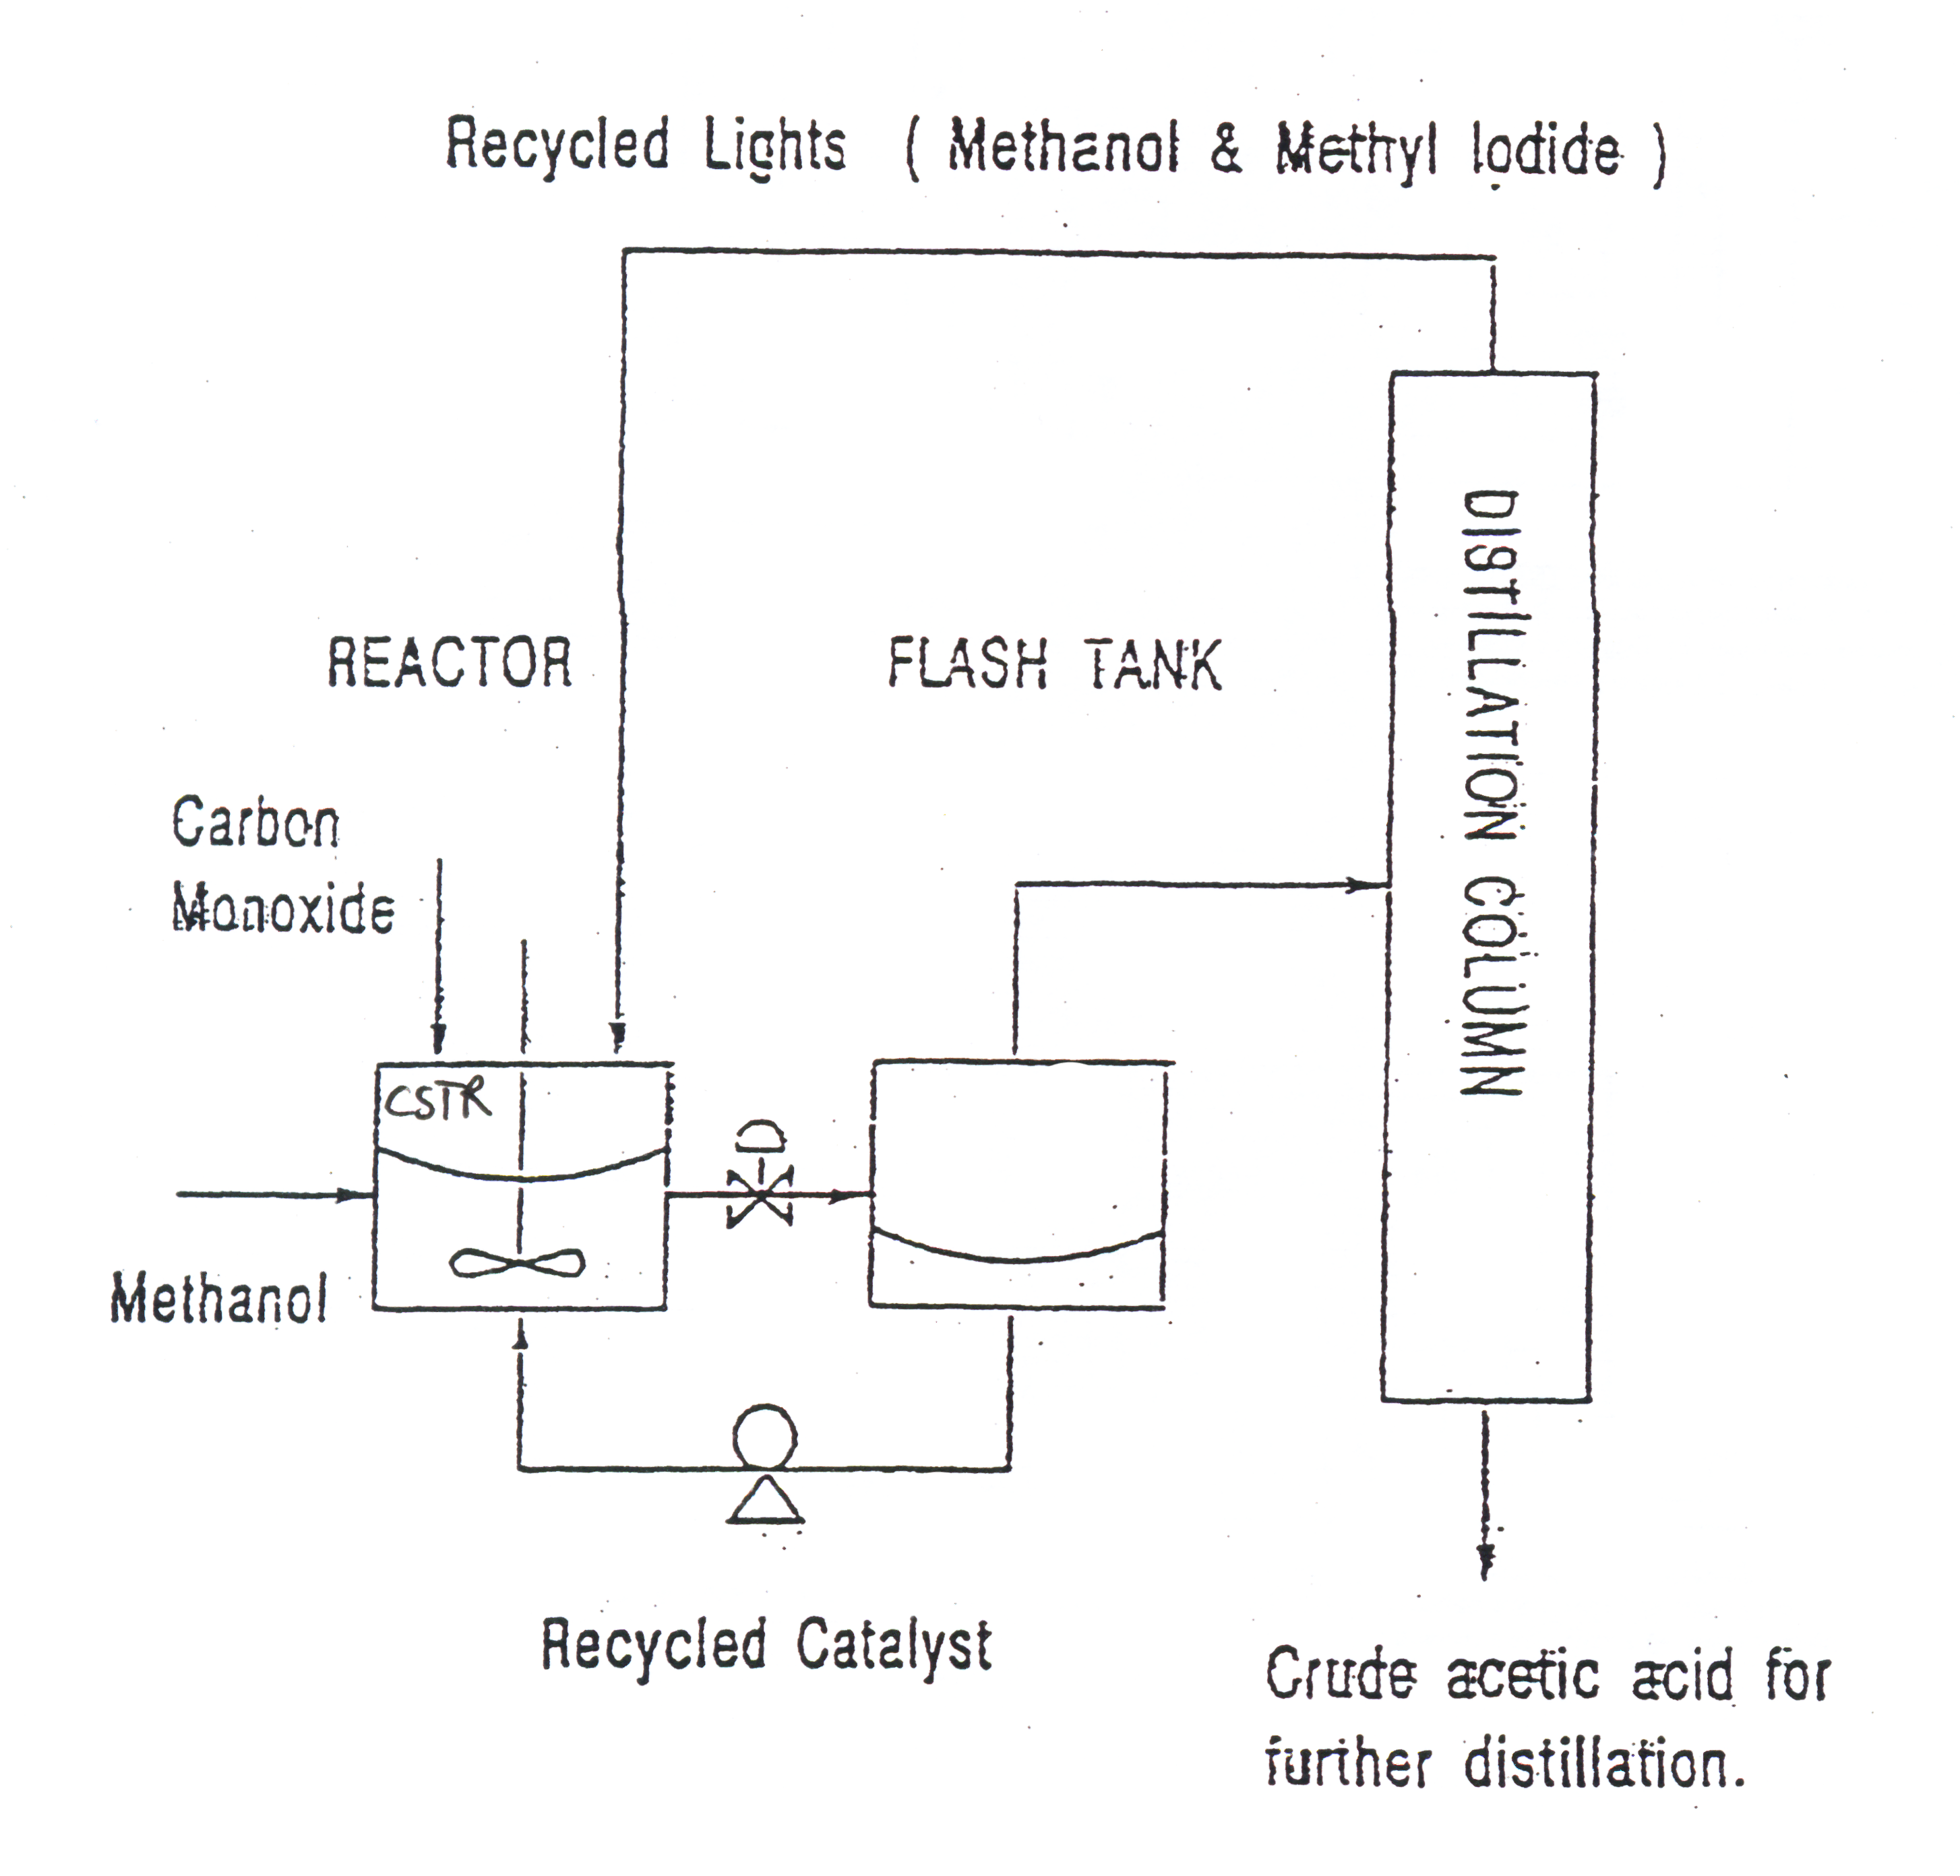 Recycled Lights ( Methanol & Methyl Iodide )
REACTOR
FLASH TANK
DISTILLATION COLUMN
Carbon
Monoxide
CSTR
Methanol
Recycled Catalyst
Crude acetic acid for
further distillation.